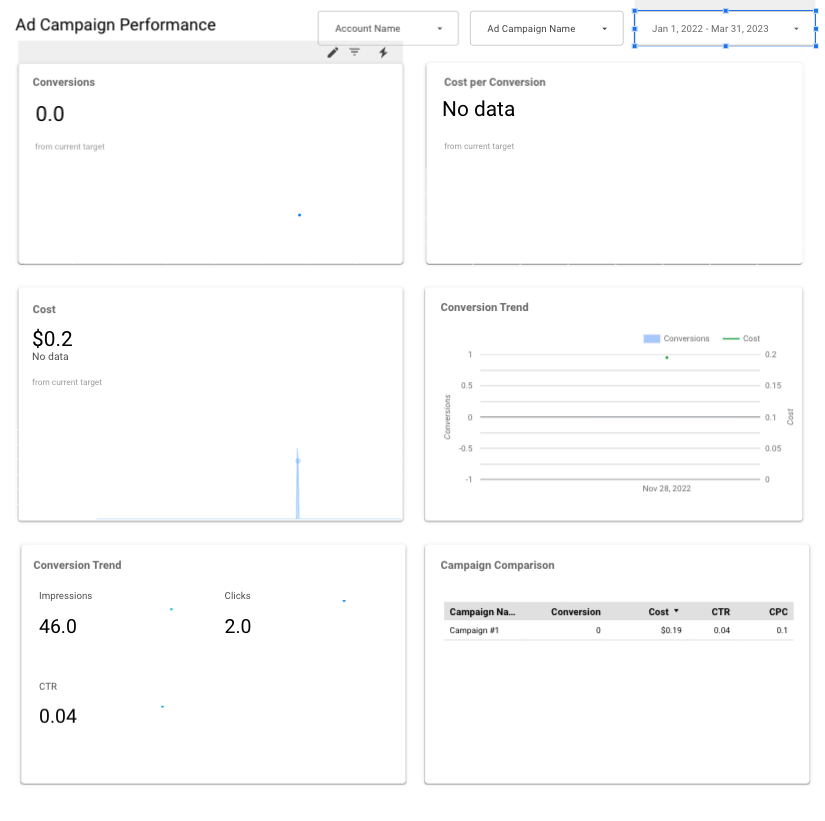 Ad Campaign Performance
Account Name
Ad Campaign Name
Jan 1, 2022 - Mar 31, 2023
Conversions
0.0
from current target
Cost per Conversion
No data
from current target
Cost
$0.2
No data
from current target
Conversion Trend
Conversions Cost
1 0.2
0.5 0.15
0 0.1
-0.5 0.05
-1 0
Conversions
Cost
Nov 28, 2022
Conversion Trend
Impressions Clicks
46.0 2.0
CTR
0.04
Campaign Comparison
Campaign Na... Conversion Cost CTR CPC
Campaign #1 0 $0.19 0.04 0.1